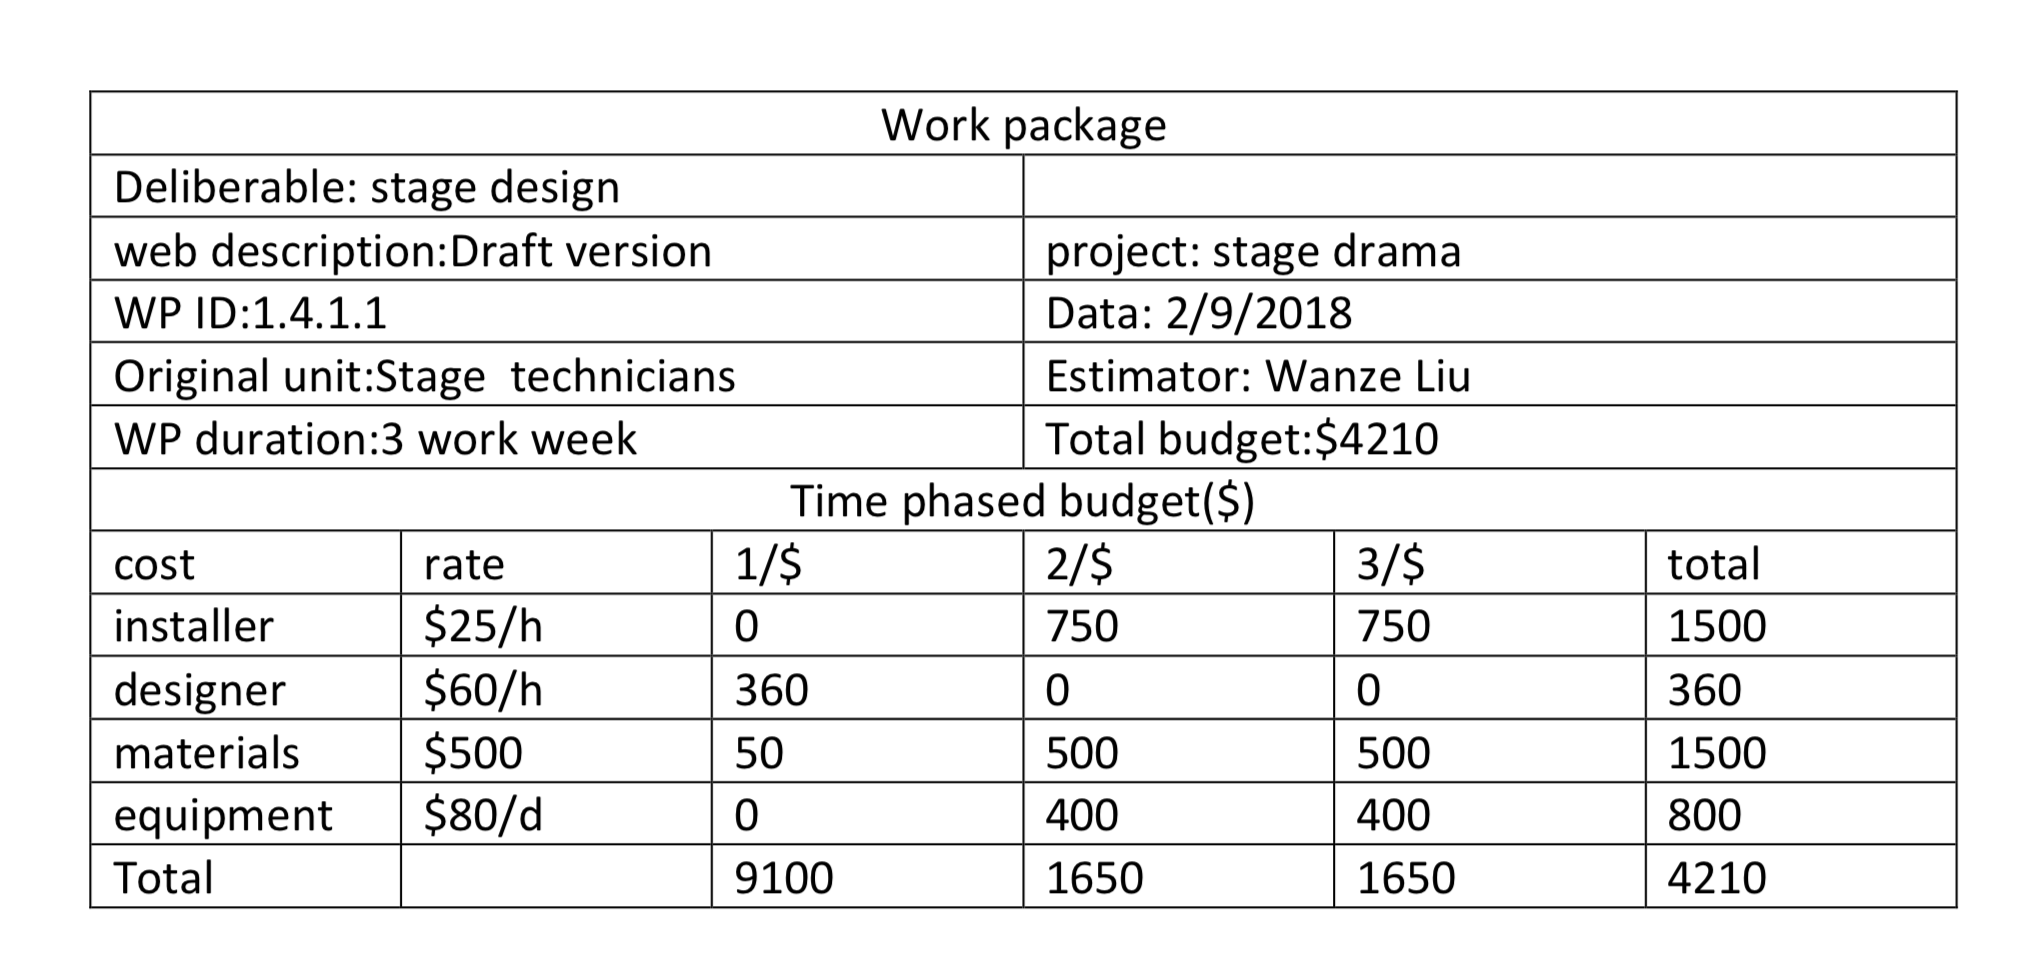 Work package
Deliberable: stage design
web description:Draft version project: stage drama
WP ID:1.4.1.1 Data: 2/9/2018
Original unit:Stage  technicians Estimator: Wanze Liu
WP duration:3 work week Total budget:$4210
Time phased budget($)
cost rate 1/$ 2/$ 3/$ total
installer $25/h 0 750 750 1500
designer $60/h 360 0 0 360
materials $500 50 500 500 1500
equipment $80/d 0 400 400 800
Total 9100 1650 1650 4210